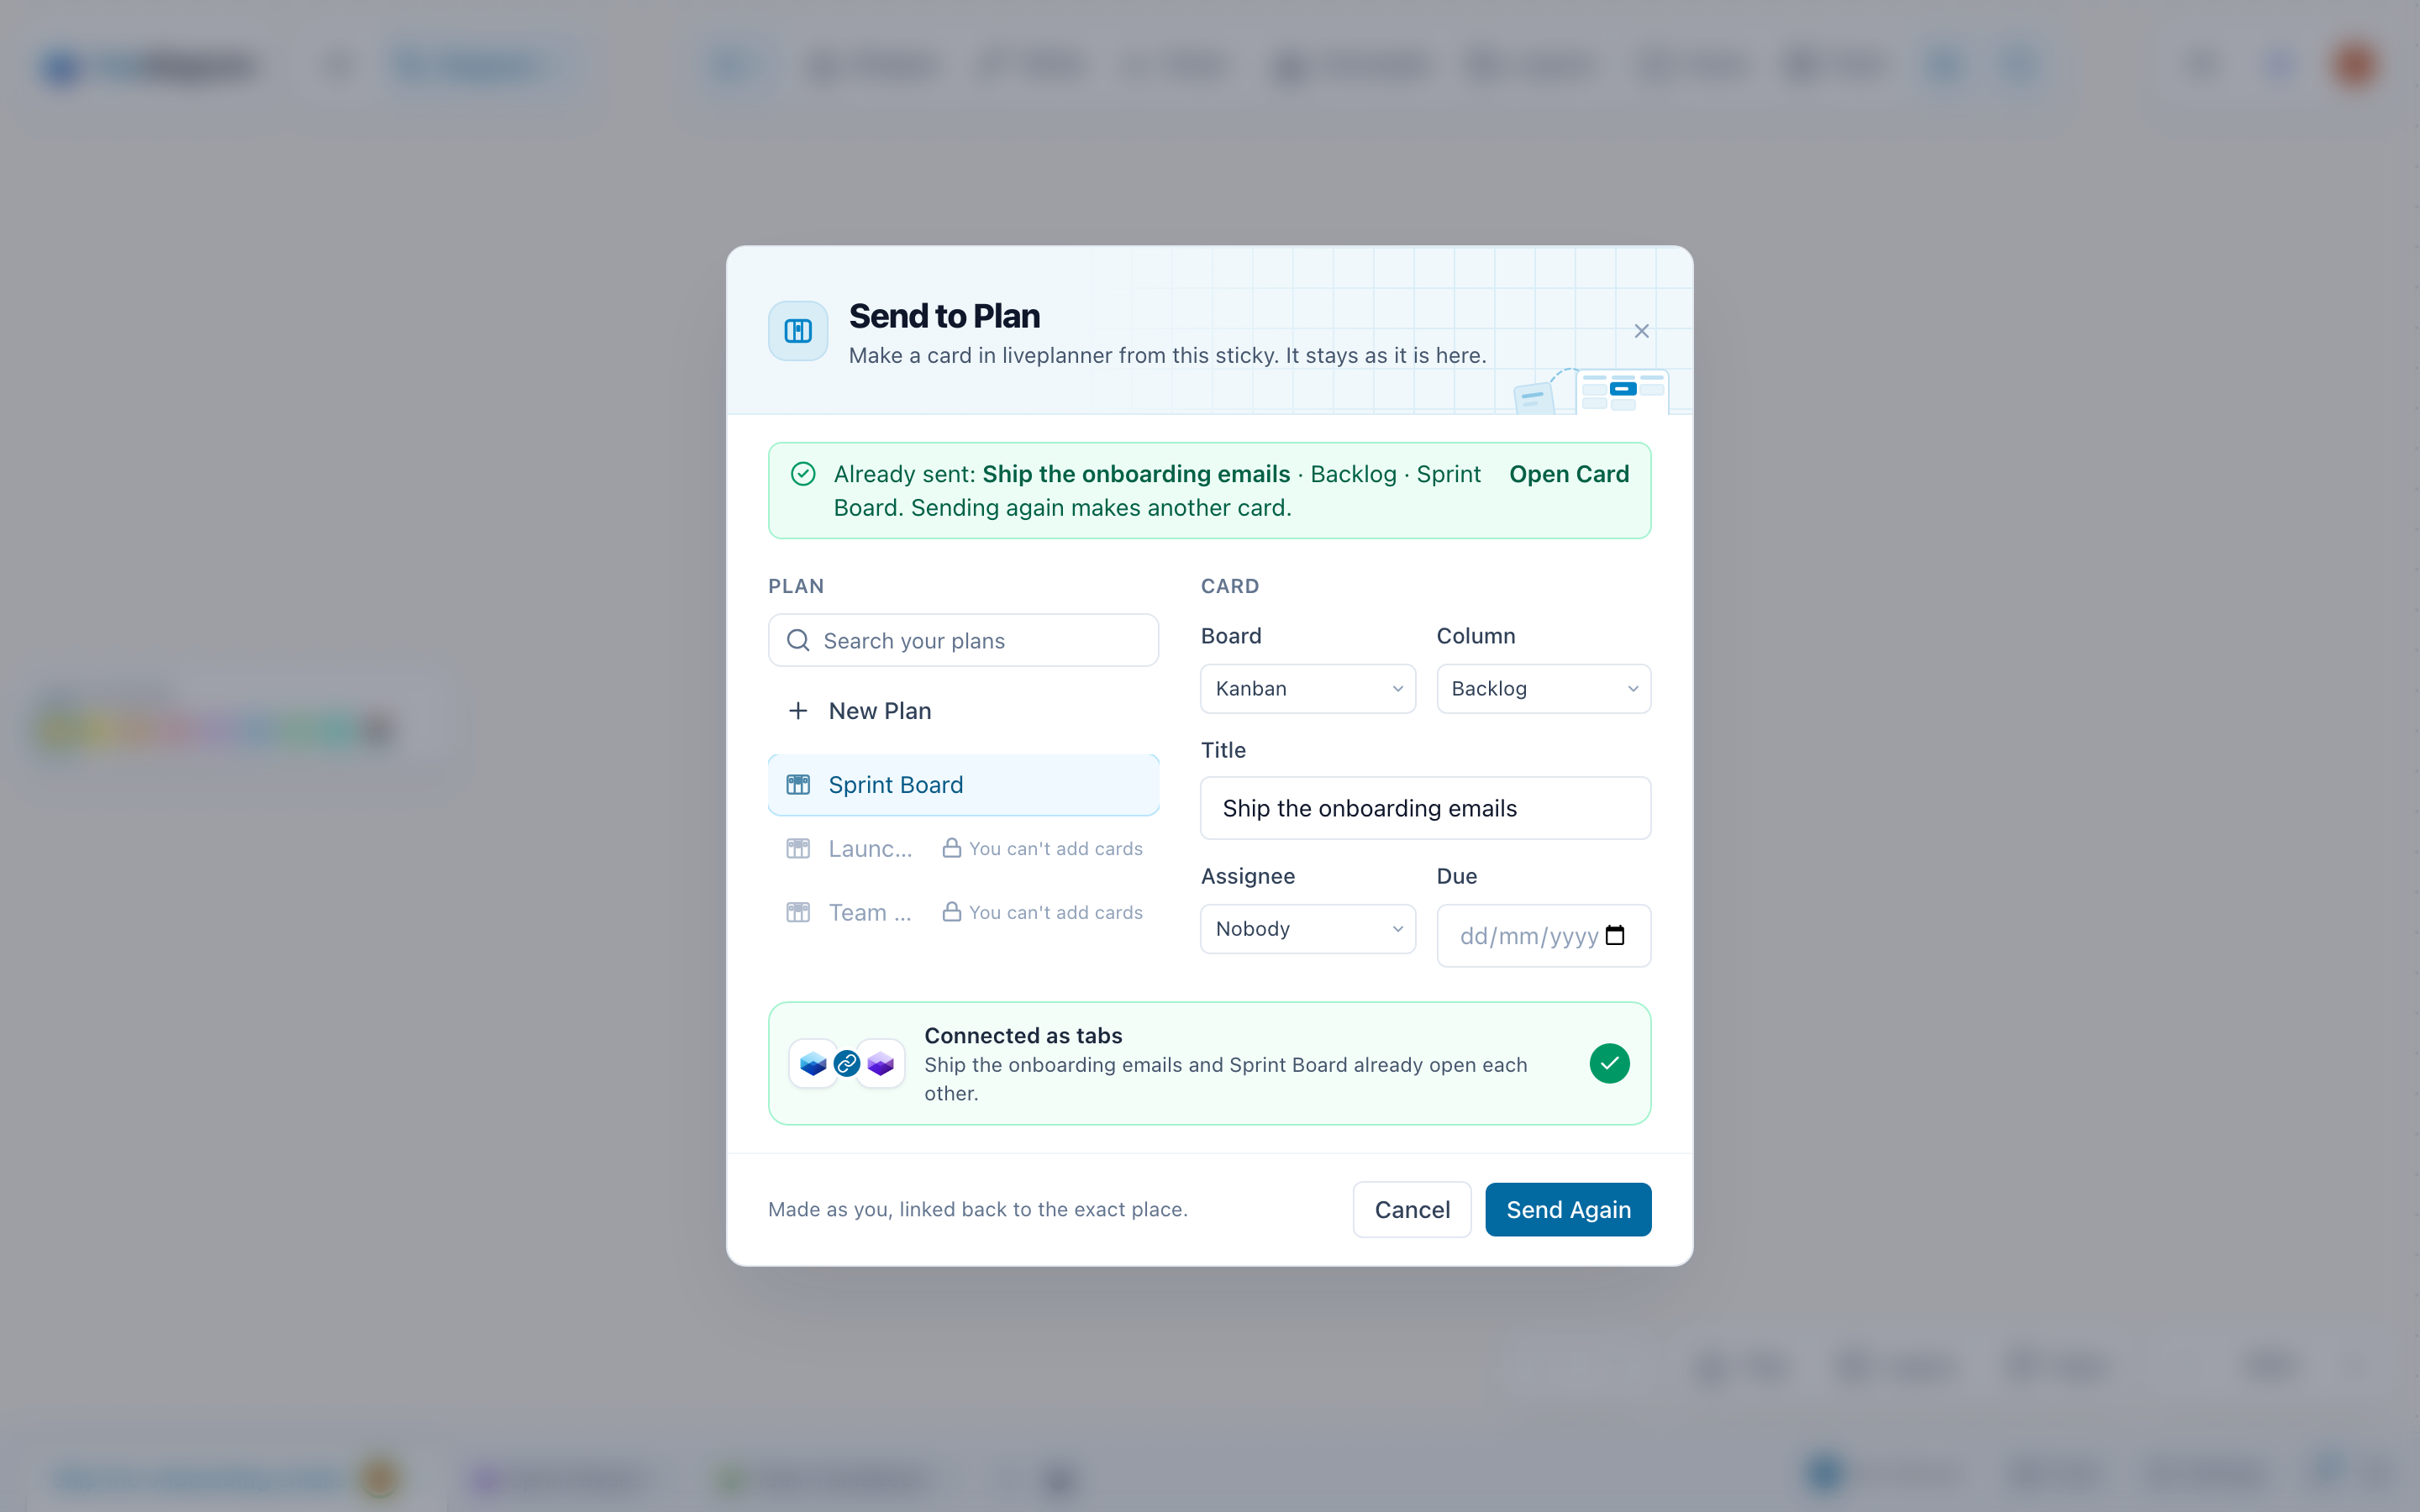 Send to Plan
Make a card in liveplanner from this sticky. It stays as it is here.
Already sent: Ship the onboarding emails · Backlog · Sprint
Board. Sending again makes another card.
Open Card
PLAN
Search your plans
New Plan
Sprint Board
Launc... You can't add cards
Team ... You can't add cards
CARD
Board
Column
Kanban
Backlog
Title
Ship the onboarding emails
Assignee
Due
Nobody
dd/mm/yyyy
Connected as tabs
Ship the onboarding emails and Sprint Board already open each
other.
Made as you, linked back to the exact place.
Cancel
Send Again